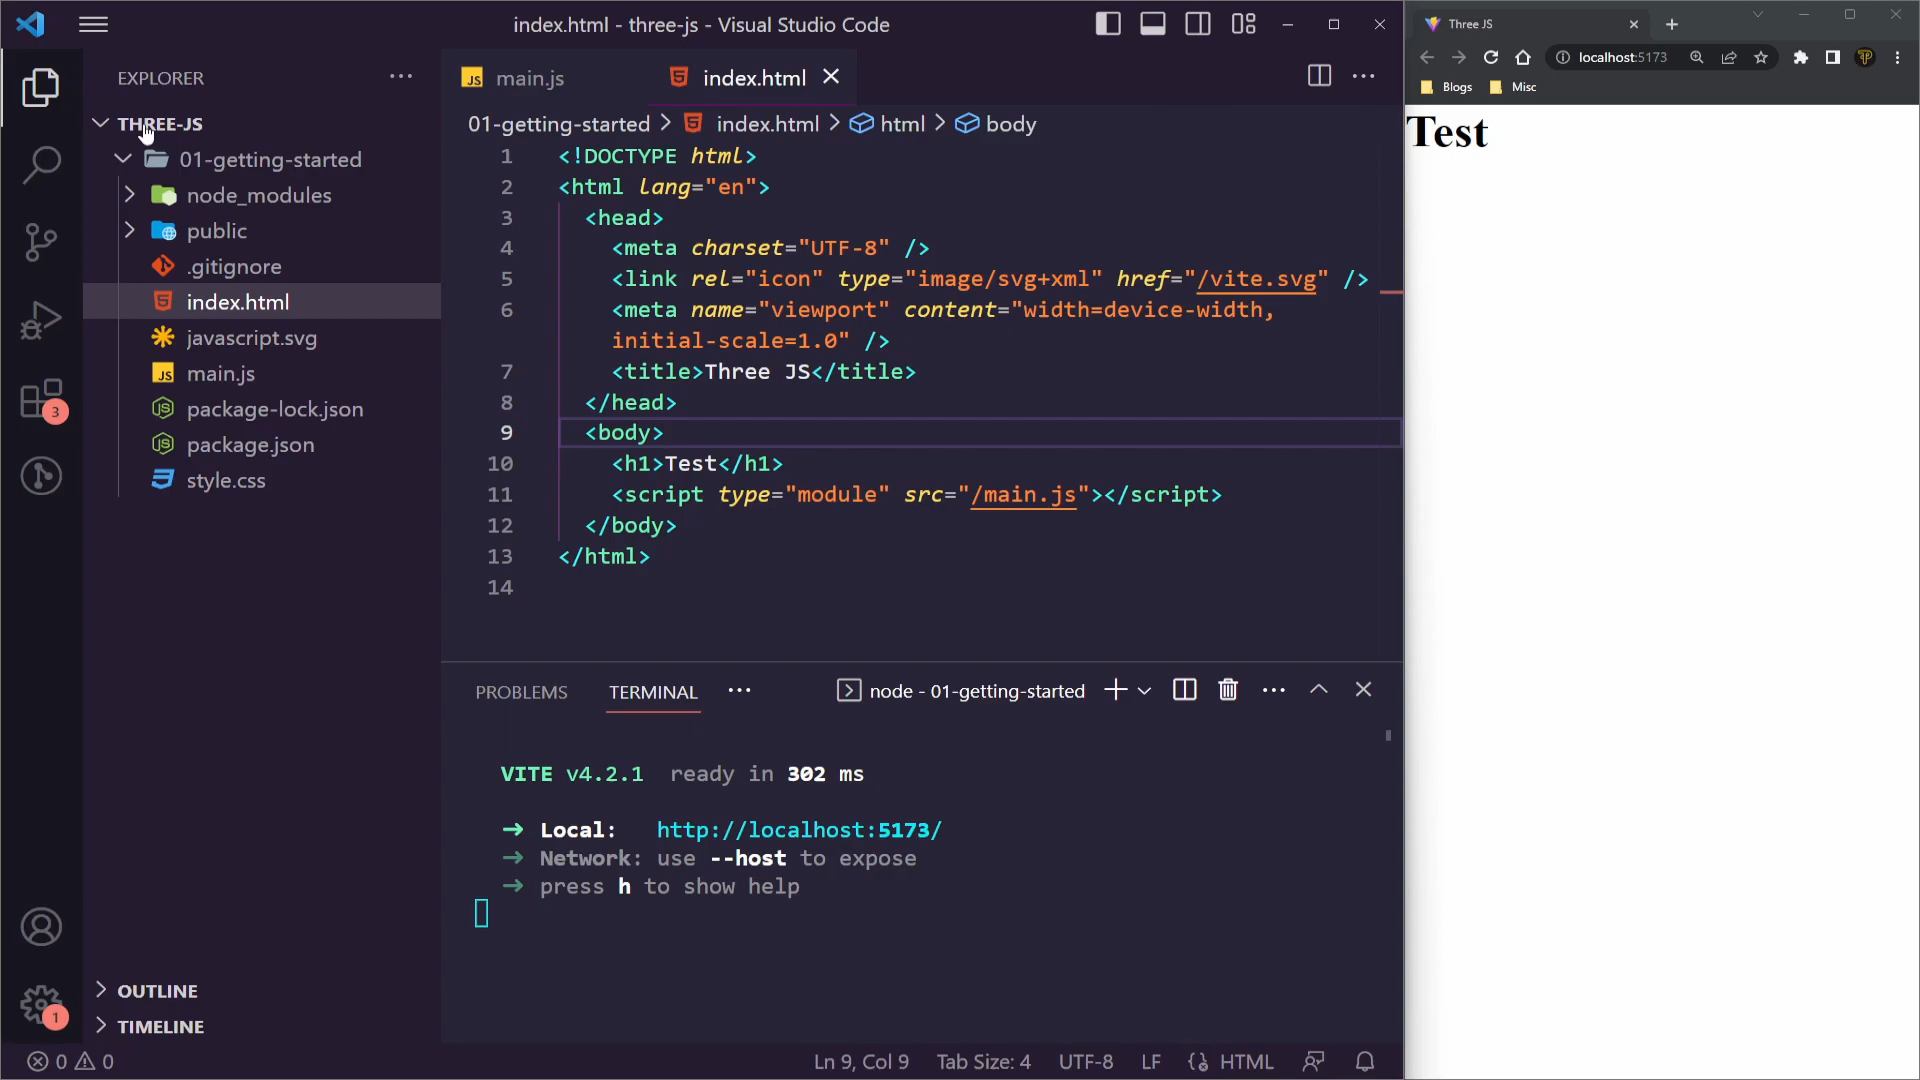 index.html - three-js - Visual Studio Code
EXPLORER
THREE-JS
01-getting-started
node_modules
public
.gitignore
index.html
javascript.svg
JS main.js
package-lock.json
package.json
style.css
3
1
OUTLINE
TIMELINE
JS main.js
index.html
01-getting-started > index.html > html > body
1 <!DOCTYPE html>
2 <html lang="en">
3 <head>
4 <meta charset="UTF-8" />
5 <link rel="icon" type="image/svg+xml" href="/vite.svg" />
6 <meta name="viewport" content="width=device-width,
initial-scale=1.0" />
7 <title>Three JS</title>
8 </head>
9 <body>
10 <h1>Test</h1>
11 <script type="module" src="/main.js"></script>
12 </body>
13 </html>
14
PROBLEMS
TERMINAL
node - 01-getting-started
VITE v4.2.1 ready in 302 ms
➜ Local: http://localhost:5173/
➜ Network: use --host to expose
➜ press h to show help
0 0
Ln 9, Col 9
Tab Size: 4
UTF-8
LF
HTML
Three JS
localhost:5173
Blogs
Misc
Test